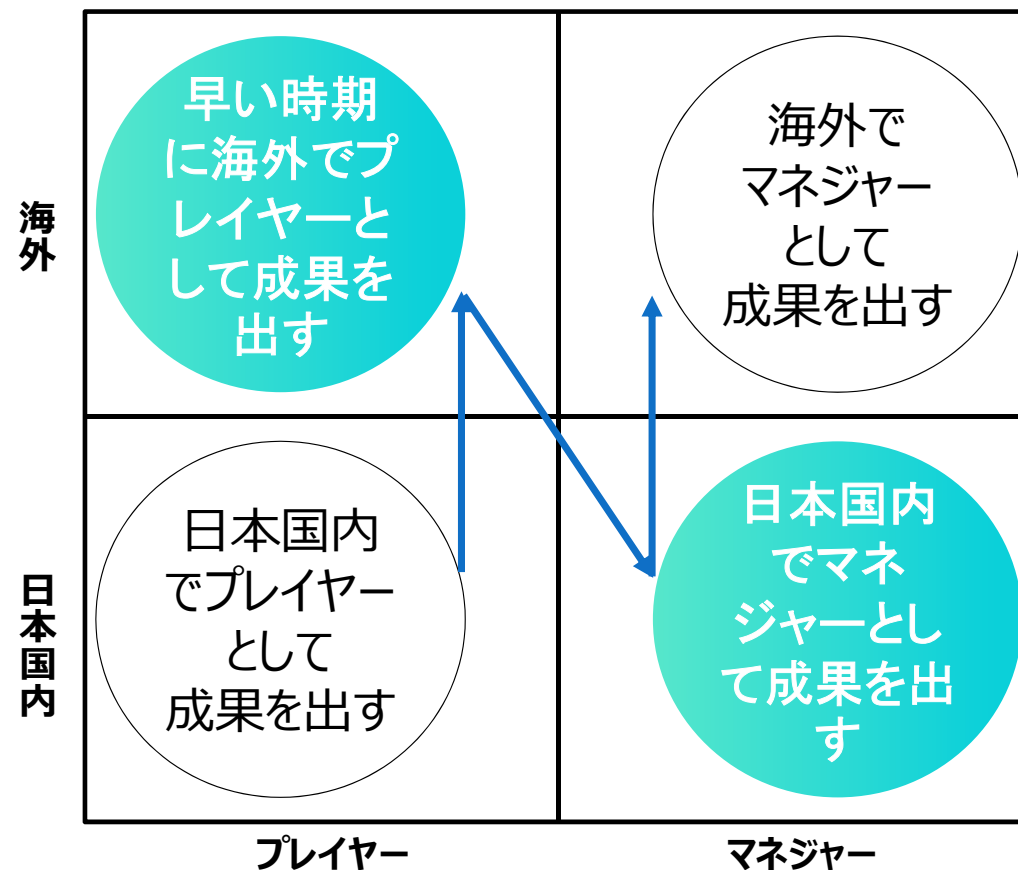 海外
早い時期
に海外でプ
レイヤーと
して成果を
出す
海外で
マネジャー
として
成果を出す
日本国内
日本国内
でプレイヤー
として
成果を出す
日本国内
でマネ
ジャーとし
て成果を出
す
プレイヤー
マネジャー